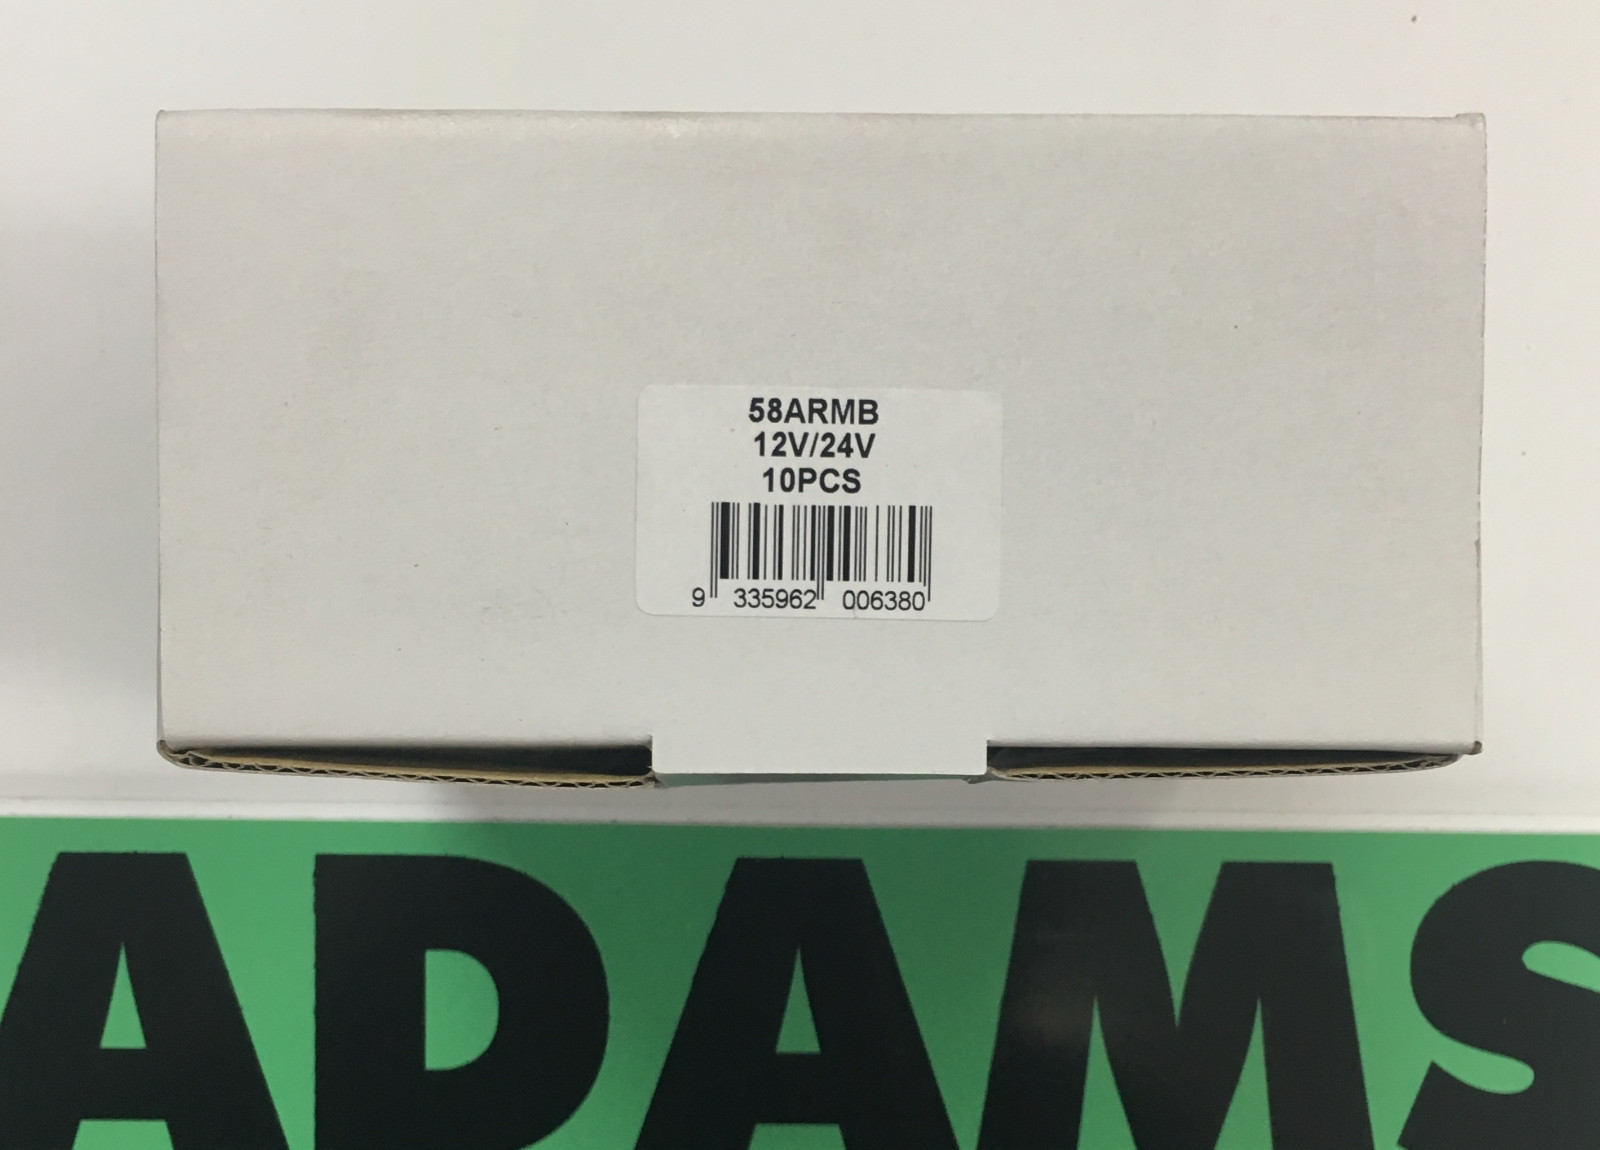 58ARMB
12V/24V
10PCS
9 335962 006380
ADAMS